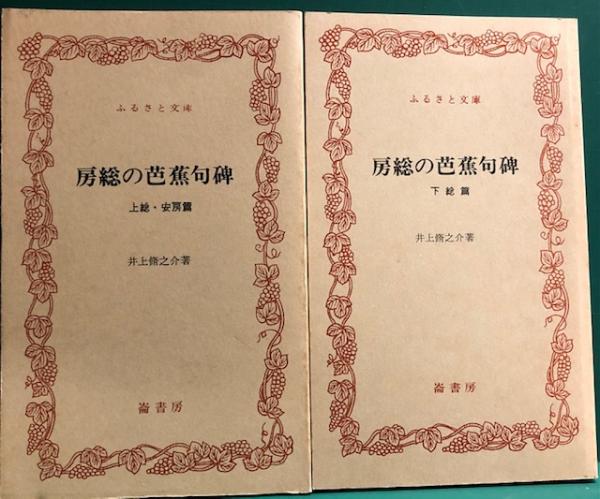 ふるさと文庫
房総の芭蕉句碑
上総・安房篇
井上脩之介著
崙書房
ふるさと文庫
房総の芭蕉句碑
下総篇
井上脩之介著
崙書房